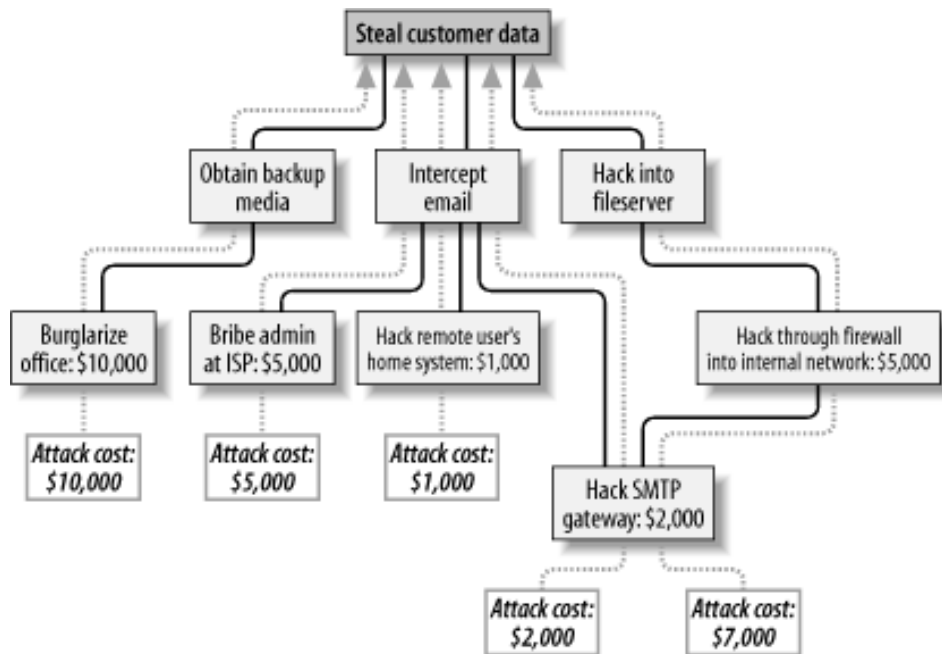 Steal customer data
Obtain backup
media
Intercept
email
Hack into
fileserver
Burglarize
office: $10,000
Bribe admin
at ISP: $5,000
Hack remote user's
home system: $1,000
Hack through firewall
into internal network: $5,000
Attack cost:
$10,000
Attack cost:
$5,000
Attack cost:
$1,000
Hack SMTP
gateway: $2,000
Attack cost:
$2,000
Attack cost:
$7,000